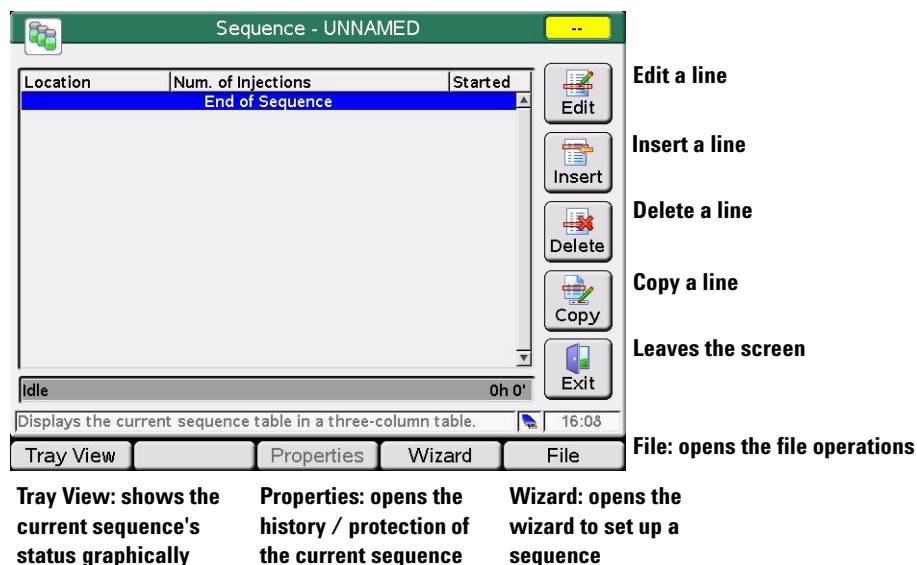 Sequence - UNNAMED
--
Location Num. of Injections Started
End of Sequence
Edit
Edit a line
Insert
Insert a line
Delete
Delete a line
Copy
Copy a line
Exit
Leaves the screen
Idle 0h 0'
Displays the current sequence table in a three-column table. 16:08
Tray View Properties Wizard File
File: opens the file operations
Tray View: shows the
current sequence's
status graphically
Properties: opens the
history / protection of
the current sequence
Wizard: opens the
wizard to set up a
sequence